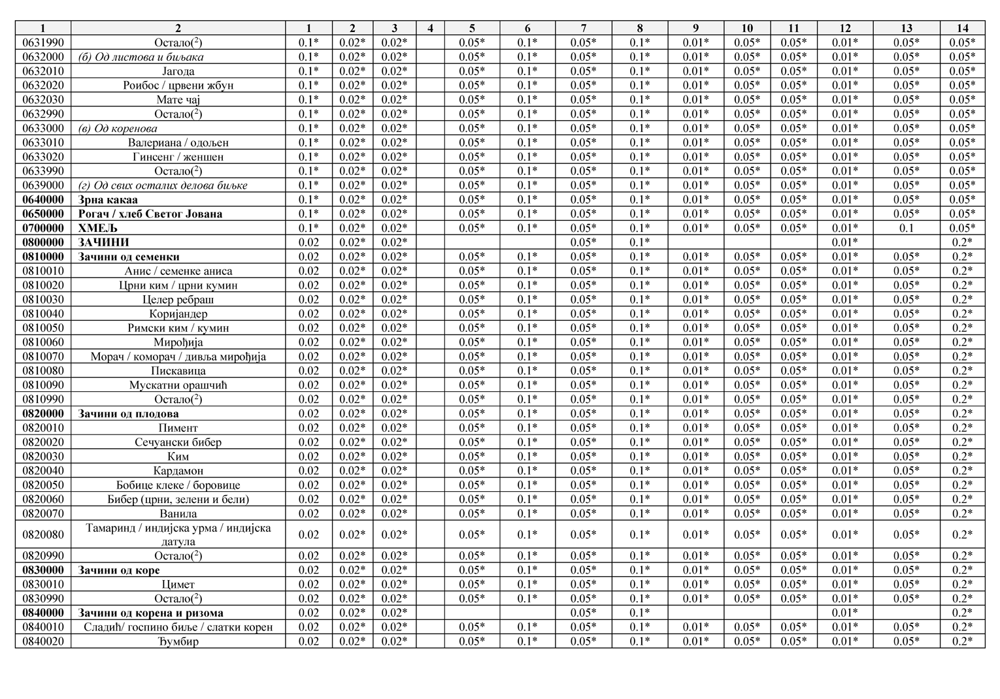 1 2 1 2 3 4 5 6 7 8 9 10 11 12 13 14
0631990 Остало(²) 0.1* 0.02* 0.02* 0.05* 0.1* 0.05* 0.1* 0.01* 0.05* 0.05* 0.01* 0.05* 0.05*
0632000 (б) Од листова и биљака 0.1* 0.02* 0.02* 0.05* 0.1* 0.05* 0.1* 0.01* 0.05* 0.05* 0.01* 0.05* 0.05*
0632010 Јагода 0.1* 0.02* 0.02* 0.05* 0.1* 0.05* 0.1* 0.01* 0.05* 0.05* 0.01* 0.05* 0.05*
0632020 Роибос / црвени жбун 0.1* 0.02* 0.02* 0.05* 0.1* 0.05* 0.1* 0.01* 0.05* 0.05* 0.01* 0.05* 0.05*
0632030 Мате чај 0.1* 0.02* 0.02* 0.05* 0.1* 0.05* 0.1* 0.01* 0.05* 0.05* 0.01* 0.05* 0.05*
0632990 Остало(²) 0.1* 0.02* 0.02* 0.05* 0.1* 0.05* 0.1* 0.01* 0.05* 0.05* 0.01* 0.05* 0.05*
0633000 (в) Од коренова 0.1* 0.02* 0.02* 0.05* 0.1* 0.05* 0.1* 0.01* 0.05* 0.05* 0.01* 0.05* 0.05*
0633010 Валериана / одољен 0.1* 0.02* 0.02* 0.05* 0.1* 0.05* 0.1* 0.01* 0.05* 0.05* 0.01* 0.05* 0.05*
0633020 Гинсенг / женшен 0.1* 0.02* 0.02* 0.05* 0.1* 0.05* 0.1* 0.01* 0.05* 0.05* 0.01* 0.05* 0.05*
0633990 Остало(²) 0.1* 0.02* 0.02* 0.05* 0.1* 0.05* 0.1* 0.01* 0.05* 0.05* 0.01* 0.05* 0.05*
0639000 (г) Од свих осталих делова биљке 0.1* 0.02* 0.02* 0.05* 0.1* 0.05* 0.1* 0.01* 0.05* 0.05* 0.01* 0.05* 0.05*
0640000 Зрна какаа 0.1* 0.02* 0.02* 0.05* 0.1* 0.05* 0.1* 0.01* 0.05* 0.05* 0.01* 0.05* 0.05*
0650000 Рогач / хлеб Светог Јована 0.1* 0.02* 0.02* 0.05* 0.1* 0.05* 0.1* 0.01* 0.05* 0.05* 0.01* 0.05* 0.05*
0700000 ХМЕЉ 0.1* 0.02* 0.02* 0.05* 0.1* 0.05* 0.1* 0.01* 0.05* 0.05* 0.01* 0.1 0.05*
0800000 ЗАЧИНИ 0.02 0.02* 0.02* 0.05* 0.1* 0.01* 0.2*
0810000 Зачини од семенки 0.02 0.02* 0.02* 0.05* 0.1* 0.05* 0.1* 0.01* 0.05* 0.05* 0.01* 0.05* 0.2*
0810010 Анис / семенке аниса 0.02 0.02* 0.02* 0.05* 0.1* 0.05* 0.1* 0.01* 0.05* 0.05* 0.01* 0.05* 0.2*
0810020 Црни ким / црни кумин 0.02 0.02* 0.02* 0.05* 0.1* 0.05* 0.1* 0.01* 0.05* 0.05* 0.01* 0.05* 0.2*
0810030 Целер ребраш 0.02 0.02* 0.02* 0.05* 0.1* 0.05* 0.1* 0.01* 0.05* 0.05* 0.01* 0.05* 0.2*
0810040 Коријандер 0.02 0.02* 0.02* 0.05* 0.1* 0.05* 0.1* 0.01* 0.05* 0.05* 0.01* 0.05* 0.2*
0810050 Римски ким / кумин 0.02 0.02* 0.02* 0.05* 0.1* 0.05* 0.1* 0.01* 0.05* 0.05* 0.01* 0.05* 0.2*
0810060 Мирођија 0.02 0.02* 0.02* 0.05* 0.1* 0.05* 0.1* 0.01* 0.05* 0.05* 0.01* 0.05* 0.2*
0810070 Морач / коморач / дивља мирођија 0.02 0.02* 0.02* 0.05* 0.1* 0.05* 0.1* 0.01* 0.05* 0.05* 0.01* 0.05* 0.2*
0810080 Пискавица 0.02 0.02* 0.02* 0.05* 0.1* 0.05* 0.1* 0.01* 0.05* 0.05* 0.01* 0.05* 0.2*
0810090 Мускатни орашчић 0.02 0.02* 0.02* 0.05* 0.1* 0.05* 0.1* 0.01* 0.05* 0.05* 0.01* 0.05* 0.2*
0810990 Остало(²) 0.02 0.02* 0.02* 0.05* 0.1* 0.05* 0.1* 0.01* 0.05* 0.05* 0.01* 0.05* 0.2*
0820000 Зачини од плодова 0.02 0.02* 0.02* 0.05* 0.1* 0.05* 0.1* 0.01* 0.05* 0.05* 0.01* 0.05* 0.2*
0820010 Пимент 0.02 0.02* 0.02* 0.05* 0.1* 0.05* 0.1* 0.01* 0.05* 0.05* 0.01* 0.05* 0.2*
0820020 Сечуански бибер 0.02 0.02* 0.02* 0.05* 0.1* 0.05* 0.1* 0.01* 0.05* 0.05* 0.01* 0.05* 0.2*
0820030 Ким 0.02 0.02* 0.02* 0.05* 0.1* 0.05* 0.1* 0.01* 0.05* 0.05* 0.01* 0.05* 0.2*
0820040 Кардамон 0.02 0.02* 0.02* 0.05* 0.1* 0.05* 0.1* 0.01* 0.05* 0.05* 0.01* 0.05* 0.2*
0820050 Бобице клеке / боровице 0.02 0.02* 0.02* 0.05* 0.1* 0.05* 0.1* 0.01* 0.05* 0.05* 0.01* 0.05* 0.2*
0820060 Бибер (црни, зелени и бели) 0.02 0.02* 0.02* 0.05* 0.1* 0.05* 0.1* 0.01* 0.05* 0.05* 0.01* 0.05* 0.2*
0820070 Ванила 0.02 0.02* 0.02* 0.05* 0.1* 0.05* 0.1* 0.01* 0.05* 0.05* 0.01* 0.05* 0.2*
0820080 Тамаринд / индијска урма / индијска
датула 0.02 0.02* 0.02* 0.05* 0.1* 0.05* 0.1* 0.01* 0.05* 0.05* 0.01* 0.05* 0.2*
0820990 Остало(²) 0.02 0.02* 0.02* 0.05* 0.1* 0.05* 0.1* 0.01* 0.05* 0.05* 0.01* 0.05* 0.2*
0830000 Зачини од коре 0.02 0.02* 0.02* 0.05* 0.1* 0.05* 0.1* 0.01* 0.05* 0.05* 0.01* 0.05* 0.2*
0830010 Цимет 0.02 0.02* 0.02* 0.05* 0.1* 0.05* 0.1* 0.01* 0.05* 0.05* 0.01* 0.05* 0.2*
0830990 Остало(²) 0.02 0.02* 0.02* 0.05* 0.1* 0.05* 0.1* 0.01* 0.05* 0.05* 0.01* 0.05* 0.2*
0840000 Зачини од корена и ризома 0.02 0.02* 0.02* 0.05* 0.1* 0.01* 0.2*
0840010 Сладић/ госпино биље / слатки корен 0.02 0.02* 0.02* 0.05* 0.1* 0.05* 0.1* 0.01* 0.05* 0.05* 0.01* 0.05* 0.2*
0840020 Ђумбир 0.02 0.02* 0.02* 0.05* 0.1* 0.05* 0.1* 0.01* 0.05* 0.05* 0.01* 0.05* 0.2*